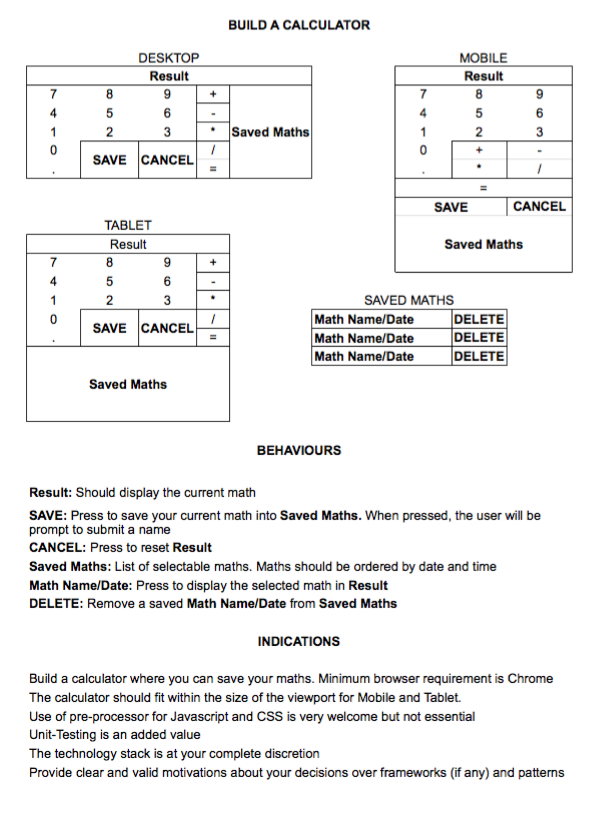 BUILD A CALCULATOR
DESKTOP
Result
7 8 9 +
4 5 6 -
1 2 3 * Saved Maths
0 SAVE CANCEL /
. =
MOBILE
Result
7 8 9
4 5 6
1 2 3
0 + -
. * /
=
SAVE CANCEL
Saved Maths
TABLET
Result
7 8 9 +
4 5 6 -
1 2 3 *
0 SAVE CANCEL /
. =
Saved Maths
SAVED MATHS
Math Name/Date DELETE
Math Name/Date DELETE
Math Name/Date DELETE
BEHAVIOURS
Result: Should display the current math
SAVE: Press to save your current math into Saved Maths. When pressed, the user will be
prompt to submit a name
CANCEL: Press to reset Result
Saved Maths: List of selectable maths. Maths should be ordered by date and time
Math Name/Date: Press to display the selected math in Result
DELETE: Remove a saved Math Name/Date from Saved Maths
INDICATIONS
Build a calculator where you can save your maths. Minimum browser requirement is Chrome
The calculator should fit within the size of the viewport for Mobile and Tablet.
Use of pre-processor for Javascript and CSS is very welcome but not essential
Unit-Testing is an added value
The technology stack is at your complete discretion
Provide clear and valid motivations about your decisions over frameworks (if any) and patterns